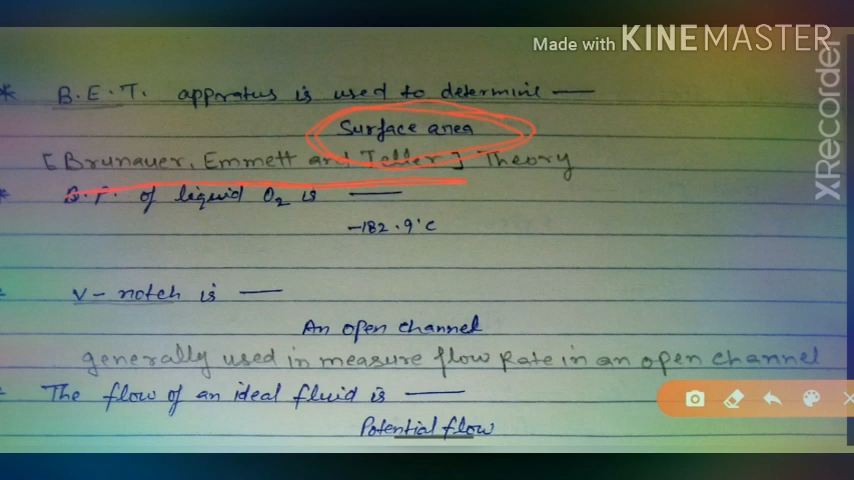 Made with KINEMASTER
XRecorder
* B.E.T. apparatus is used to determine —
Surface area
[Brunauer, Emmett and Teller] Theory
* B.P. of liquid O2 is —
-182.9°C
V-notch is —
An open channel
generally used in measure flow rate in an open channel
The flow of an ideal fluid is —
Potential flow